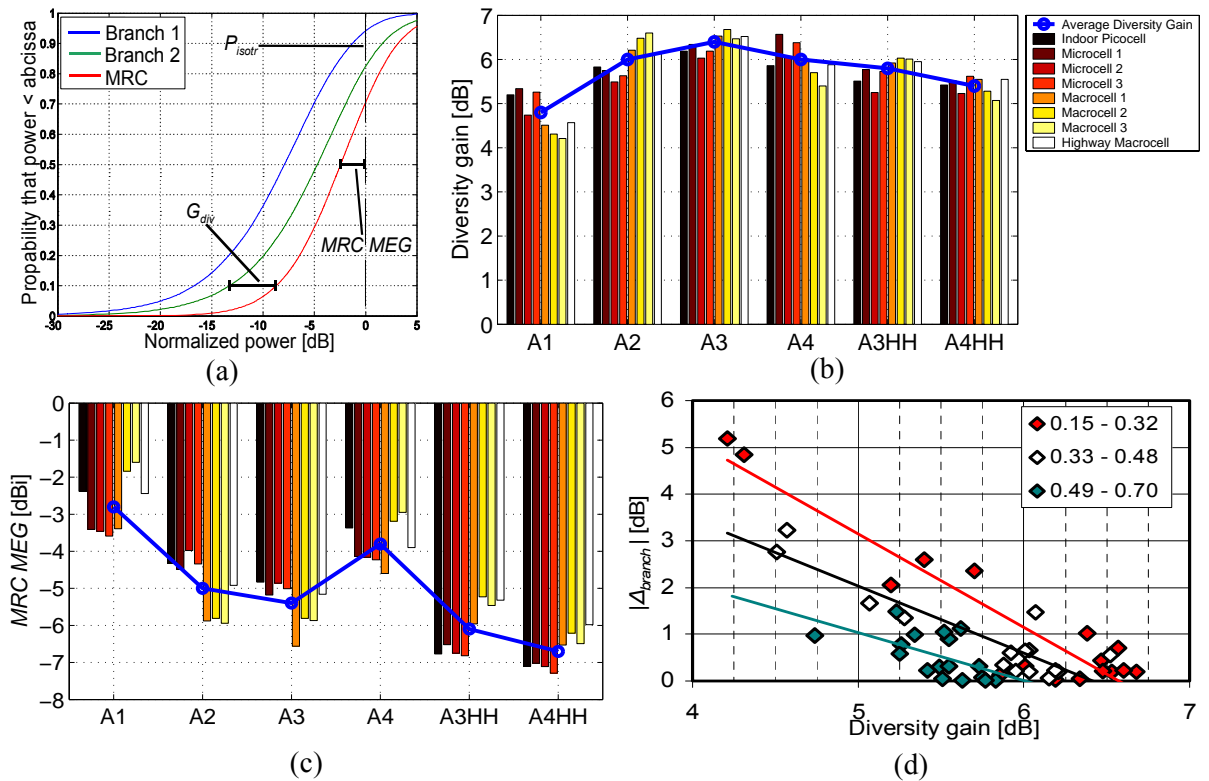 Branch 1
Branch 2
MRC
P_isotr
G_div
MRC MEG
Propability that power < abcissa
1
0.9
0.8
0.7
0.6
0.5
0.4
0.3
0.2
0.1
0
-30 -25 -20 -15 -10 -5 0 5
Normalized power [dB]
(a)
Diversity gain [dB]
7
6
5
4
3
2
1
0
A1 A2 A3 A4 A3HH A4HH
(b)
Average Diversity Gain
Indoor Picocell
Microcell 1
Microcell 2
Microcell 3
Macrocell 1
Macrocell 2
Macrocell 3
Highway Macrocell
MRC MEG [dBi]
0
−1
−2
−3
−4
−5
−6
−7
−8
A1 A2 A3 A4 A3HH A4HH
(c)
|Δbranch| [dB]
6
5
4
3
2
1
0
0.15 - 0.32
0.33 - 0.48
0.49 - 0.70
4 5 6 7
Diversity gain [dB]
(d)